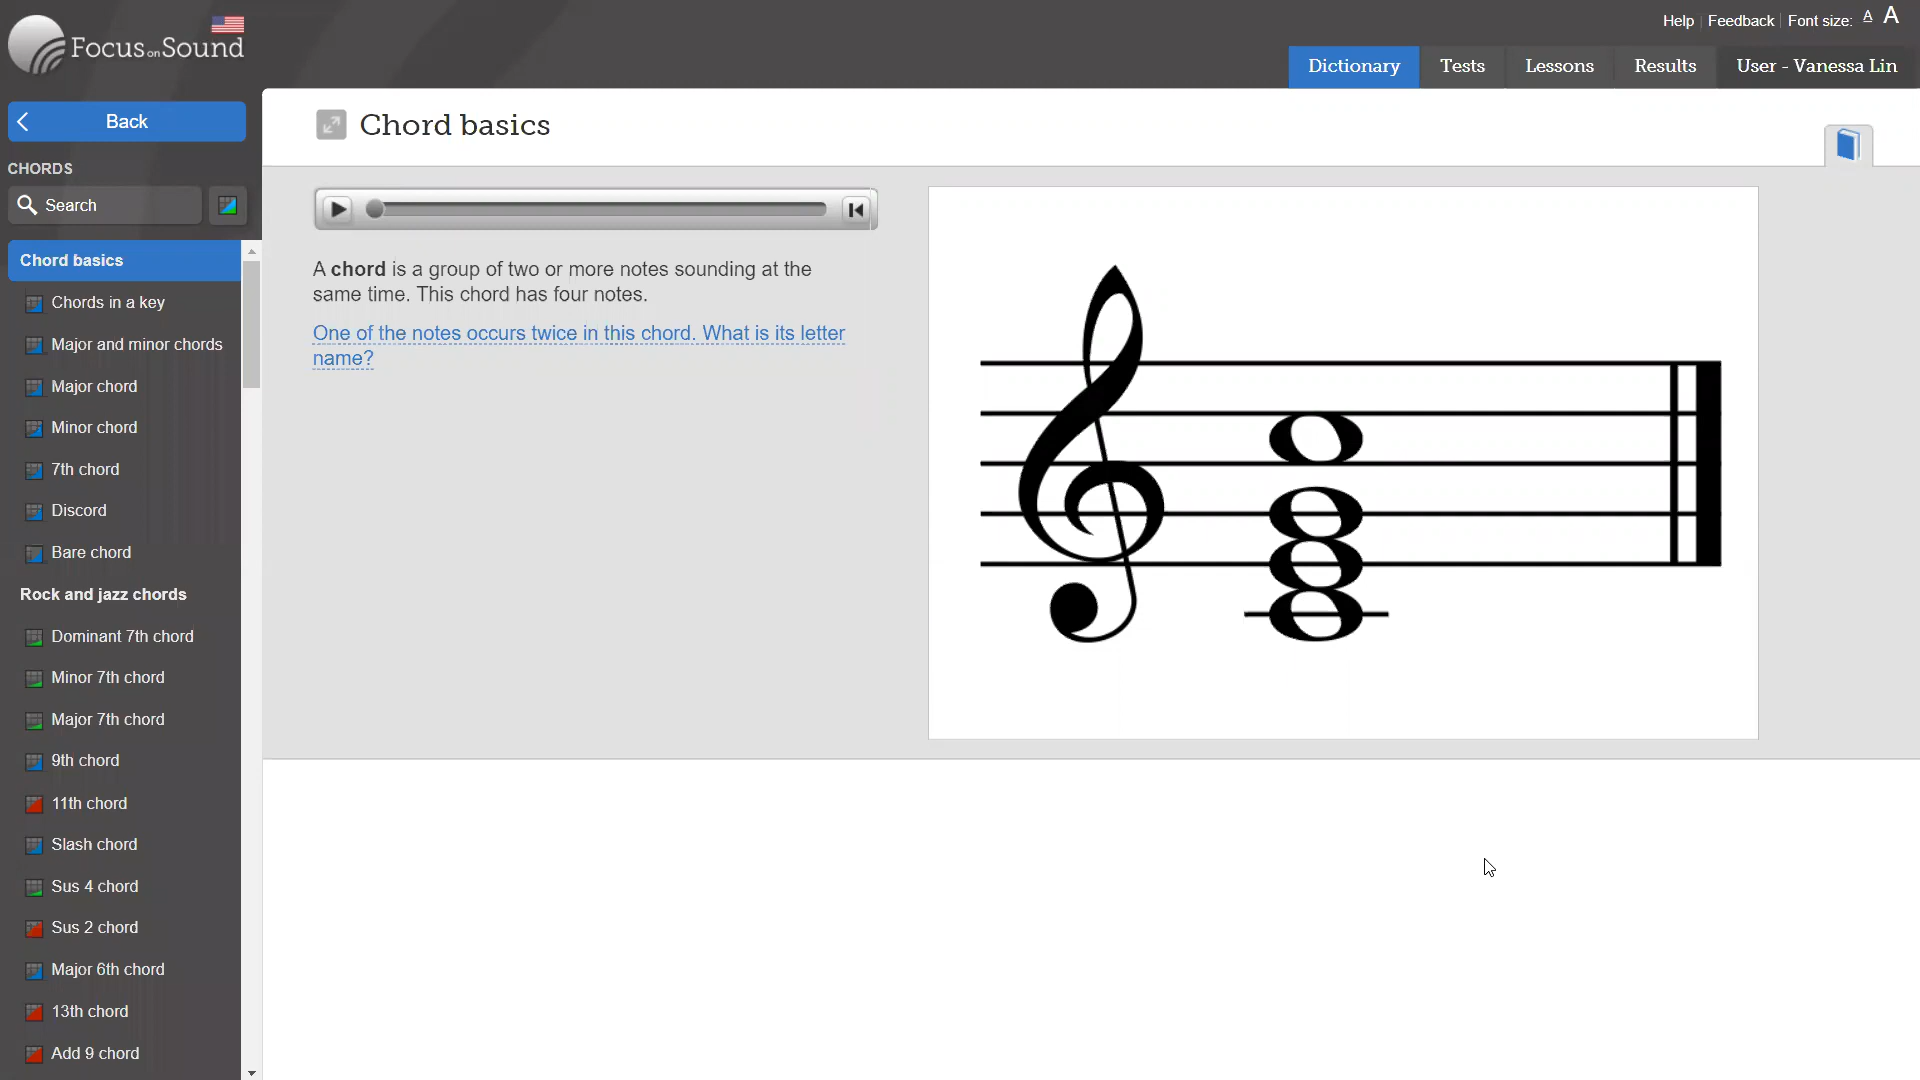 Focus on Sound
Help
Feedback
Font size: A A
Dictionary
Tests
Lessons
Results
User - Vanessa Lin
Back
CHORDS
Search
Chord basics
Chords in a key
Major and minor chords
Major chord
Minor chord
7th chord
Discord
Bare chord
Rock and jazz chords
Dominant 7th chord
Minor 7th chord
Major 7th chord
9th chord
11th chord
Slash chord
Sus 4 chord
Sus 2 chord
Major 6th chord
13th chord
Add 9 chord
Chord basics
A chord is a group of two or more notes sounding at the
same time. This chord has four notes.
One of the notes occurs twice in this chord. What is its letter
name?